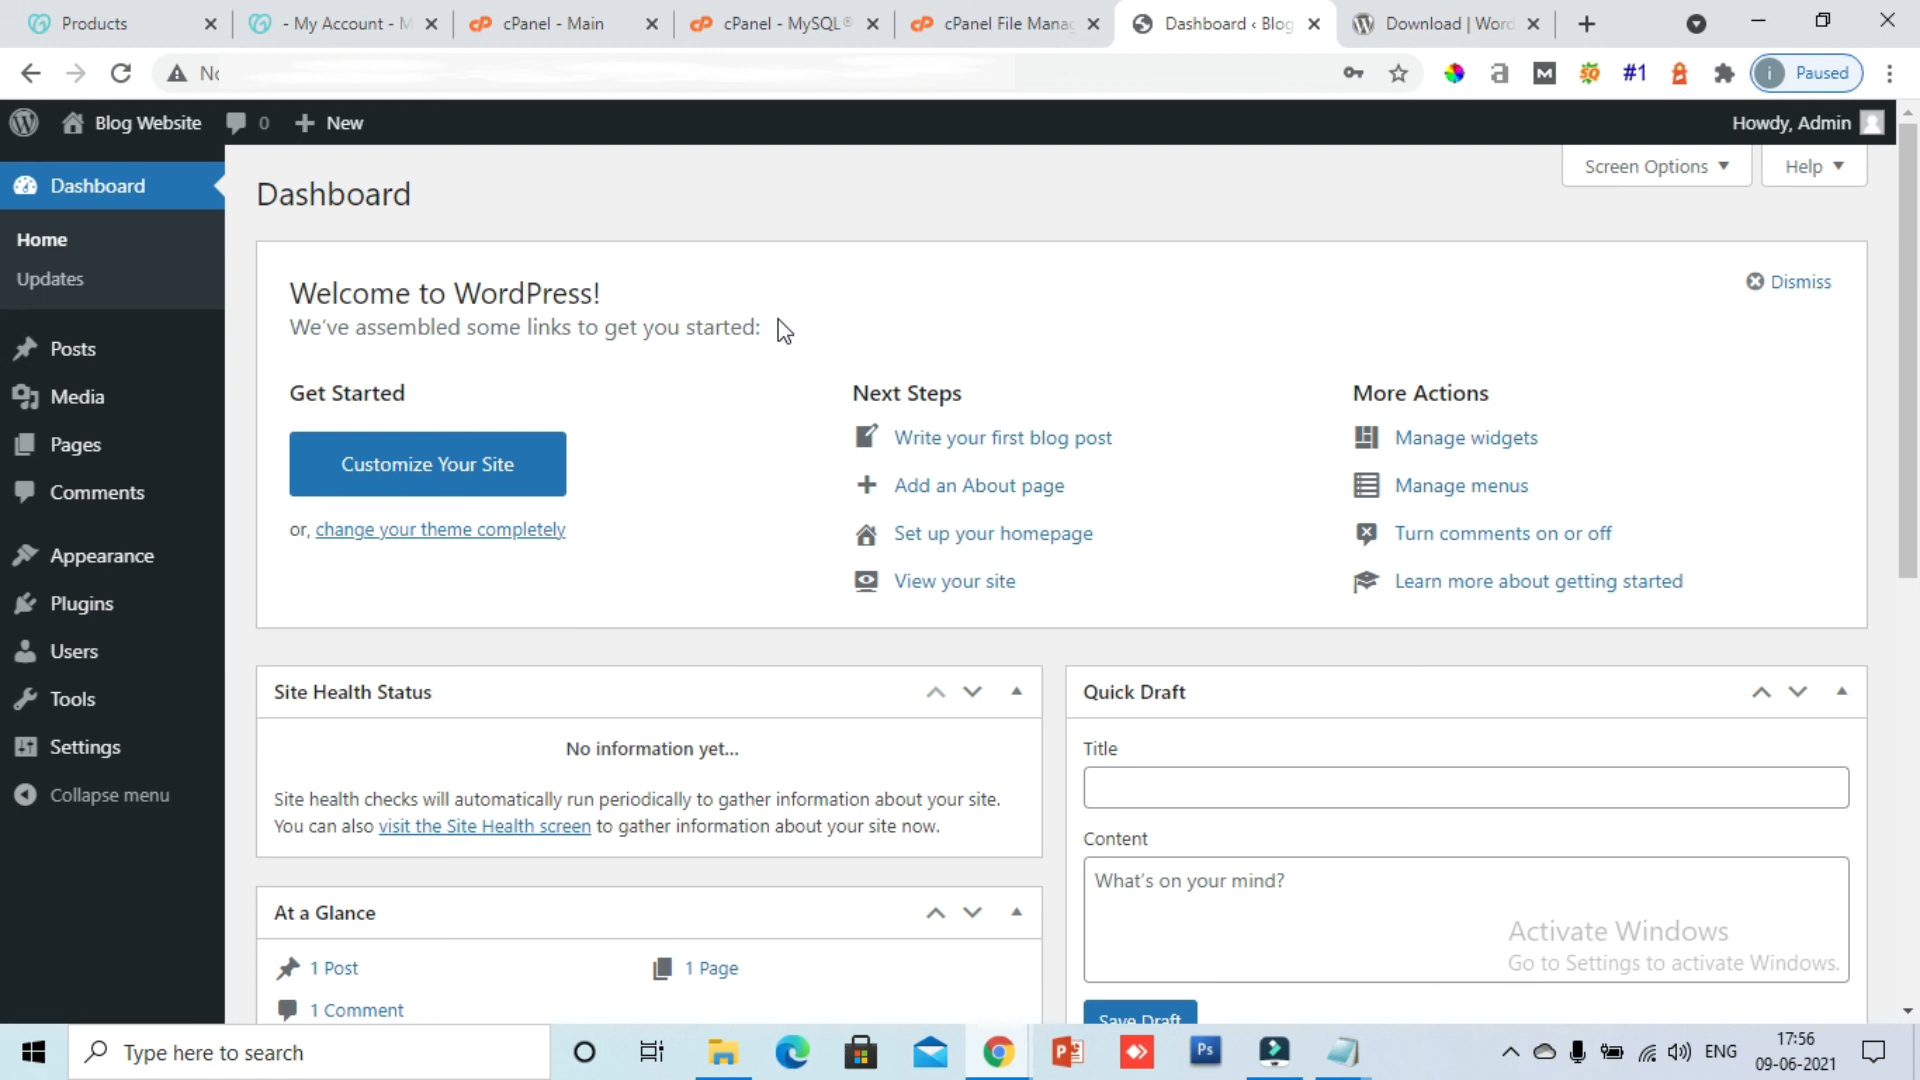 Products
- My Account - M
cPanel - Main
cPanel - MySQL®
cPanel File Manag
Dashboard ‹ Blog
Download | Word
#1
Paused
Blog Website
0
New
Howdy, Admin
Screen Options
Help
Dashboard
Home
Updates
Posts
Media
Pages
Comments
Appearance
Plugins
Users
Tools
Settings
Collapse menu
Dashboard
Welcome to WordPress!
We've assembled some links to get you started:
Dismiss
Get Started
Customize Your Site
or, change your theme completely
Next Steps
Write your first blog post
Add an About page
Set up your homepage
View your site
More Actions
Manage widgets
Manage menus
Turn comments on or off
Learn more about getting started
Site Health Status
No information yet...
Site health checks will automatically run periodically to gather information about your site.
You can also visit the Site Health screen to gather information about your site now.
At a Glance
1 Post
1 Page
1 Comment
Quick Draft
Title
Content
What's on your mind?
Save Draft
Activate Windows
Go to Settings to activate Windows.
Type here to search
ENG
17:56
09-06-2021